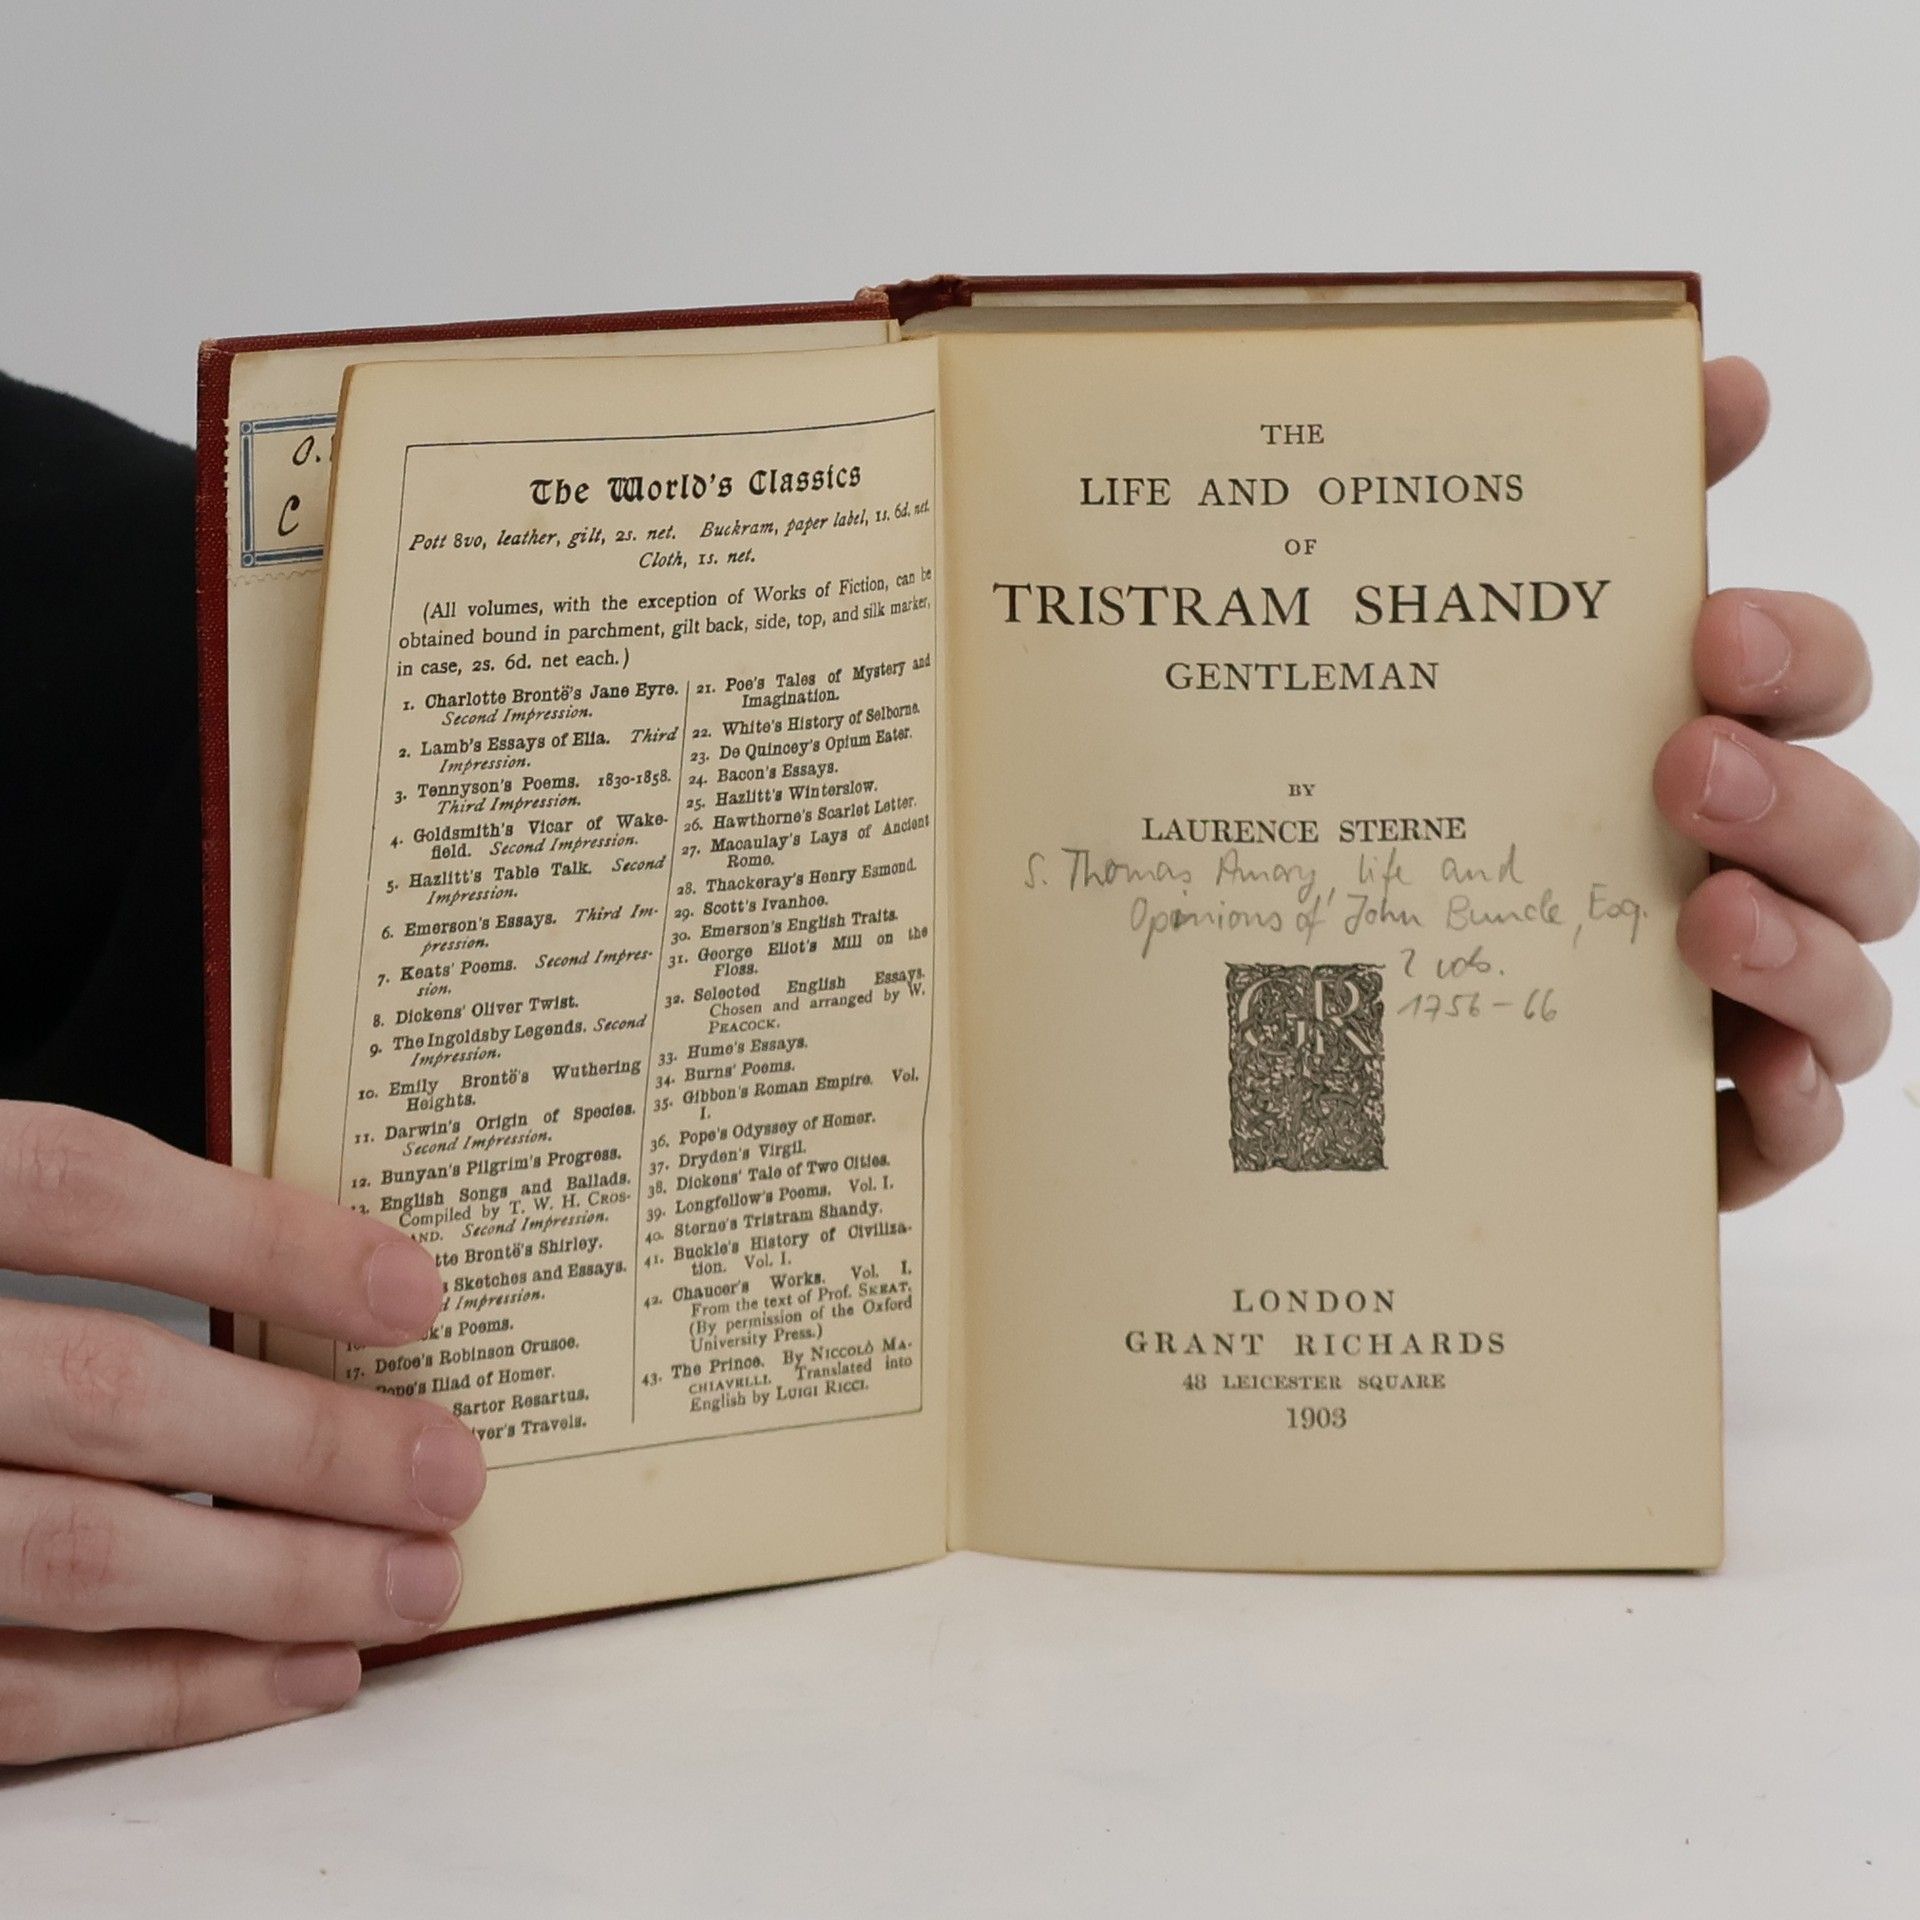 O.
C
The World's Classics
Pott 8vo, leather, gilt, 2s. net. Buckram, paper label, 1s. 6d. net.
Cloth, 1s. net.
(All volumes, with the exception of Works of Fiction, can be
obtained bound in parchment, gilt back, side, top, and silk marker,
in case, 2s. 6d. net each.)
1. Charlotte Brontë's Jane Eyre.
Second Impression.
2. Lamb's Essays of Elia. Third
Impression.
3. Tennyson's Poems. 1830-1858.
Third Impression.
4. Goldsmith's Vicar of Wake-
field. Second Impression.
5. Hazlitt's Table Talk. Second
Impression.
6. Emerson's Essays. Third Im-
pression.
7. Keats' Poems. Second Impres-
sion.
8. Dickens' Oliver Twist.
9. The Ingoldsby Legends. Second
Impression.
10. Emily Brontë's Wuthering
Heights.
11. Darwin's Origin of Species.
Second Impression.
12. Bunyan's Pilgrim's Progress.
English Songs and Ballads.
Compiled by T. W. H. CROS-
AND. Second Impression.
tte Brontë's Shirley.
s Sketches and Essays.
d Impression.
k's Poems.
17. Defoe's Robinson Crusoe.
Pope's Iliad of Homer.
Sartor Resartus.
ver's Travels.
21. Poe's Tales of Mystery and
Imagination.
22. White's History of Selborne.
23. De Quincey's Opium Eater.
24. Bacon's Essays.
25. Hazlitt's Winterslow.
26. Hawthorne's Scarlet Letter.
27. Macaulay's Lays of Ancient
Rome.
28. Thackeray's Henry Esmond.
29. Scott's Ivanhoe.
30. Emerson's English Traits.
31. George Eliot's Mill on the
Floss.
32. Selected English Essays.
Chosen and arranged by W.
PEACOCK.
33. Hume's Essays.
34. Burns' Poems.
35. Gibbon's Roman Empire. Vol.
I.
36. Pope's Odyssey of Homer.
37. Dryden's Virgil.
38. Dickens' Tale of Two Cities.
39. Longfellow's Poems. Vol. I.
40. Sterne's Tristram Shandy.
41. Buckle's History of Civiliza-
tion. Vol. I.
42. Chaucer's Works. Vol. I.
From the text of Prof. SKEAT.
(By permission of the Oxford
University Press.)
43. The Prince. By NICCOLÒ MA-
CHIAVELLI. Translated into
English by LUIGI RICCI.
THE
LIFE AND OPINIONS
OF
TRISTRAM SHANDY
GENTLEMAN
BY
LAURENCE STERNE
S. Thomas Amory, life and
Opinions of John Buncle, Esq.
2 vols.
1756-66
GR
LONDON
GRANT RICHARDS
48 LEICESTER SQUARE
1903